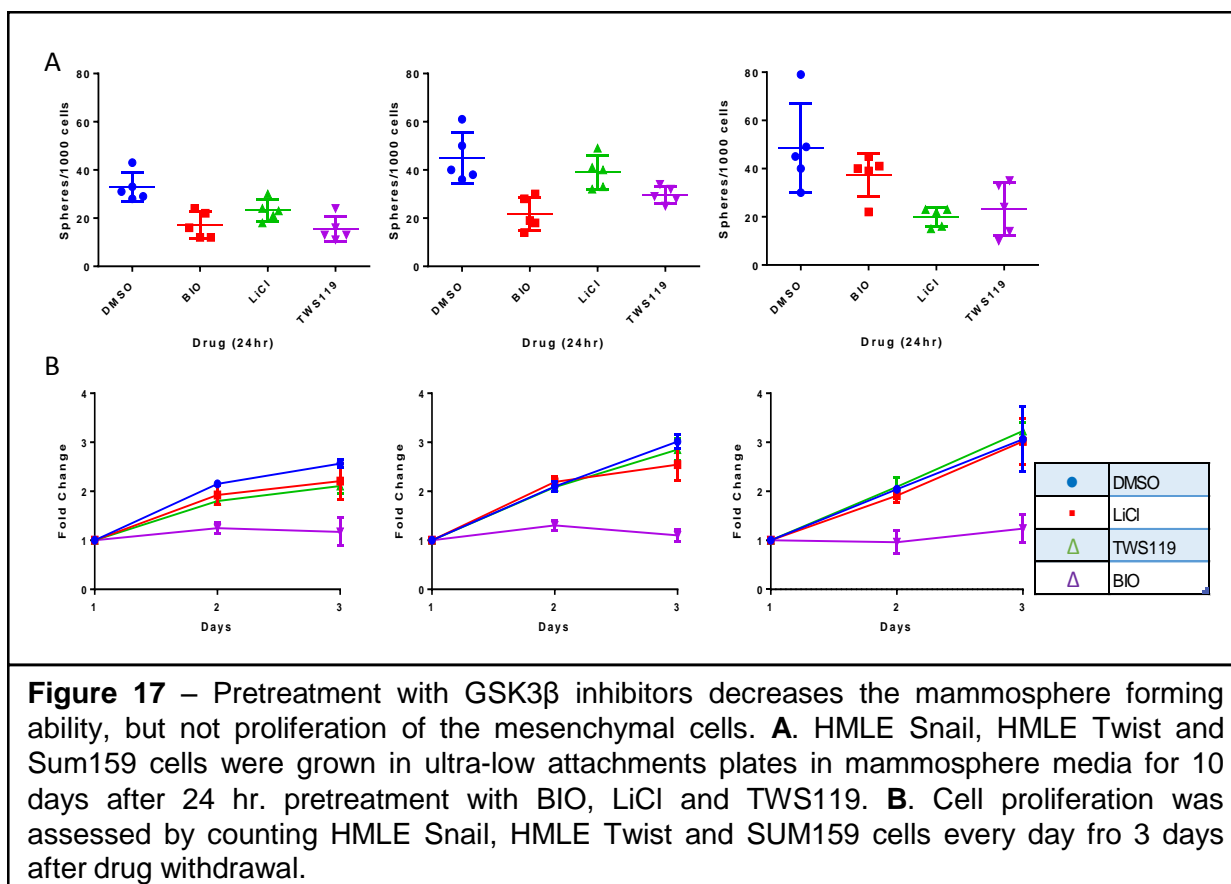 A
80
60
40
20
0
Spheres/1000 cells
DMSO
BIO
LiCl
TWS119
Drug (24hr)
80
60
40
20
0
Spheres/1000 cells
DMSO
BIO
LiCl
TWS119
Drug (24hr)
80
60
40
20
0
Spheres/1000 cells
DMSO
BIO
LiCl
TWS119
Drug (24hr)
B
4
3
2
1
0
Fold Change
1 2 3
Days
4
3
2
1
0
Fold Change
1 2 3
Days
4
3
2
1
0
Fold Change
1 2 3
Days
DMSO
LiCl
TWS119
BIO
Figure 17 – Pretreatment with GSK3β inhibitors decreases the mammosphere forming
ability, but not proliferation of the mesenchymal cells. A. HMLE Snail, HMLE Twist and
Sum159 cells were grown in ultra-low attachments plates in mammosphere media for 10
days after 24 hr. pretreatment with BIO, LiCl and TWS119. B. Cell proliferation was
assessed by counting HMLE Snail, HMLE Twist and SUM159 cells every day fro 3 days
after drug withdrawal.